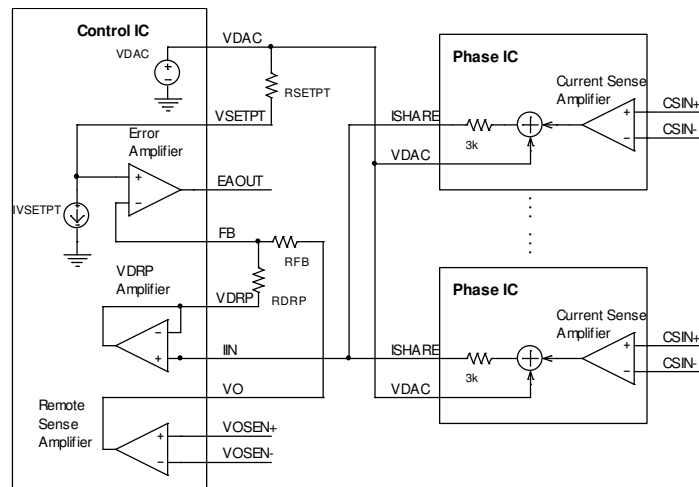 Control IC
VDAC
VDAC
RSETPT
VSETPT
Error
Amplifier
EAOUT
IVSETPT
FB
RFB
VDRP
Amplifier
VDRP
RDRP
IIN
VO
Remote
Sense
Amplifier
VOSEN+
VOSEN-
Phase IC
Current Sense
Amplifier
CSIN+
CSIN-
ISHARE
3k
VDAC
Phase IC
Current Sense
Amplifier
CSIN+
CSIN-
ISHARE
3k
VDAC